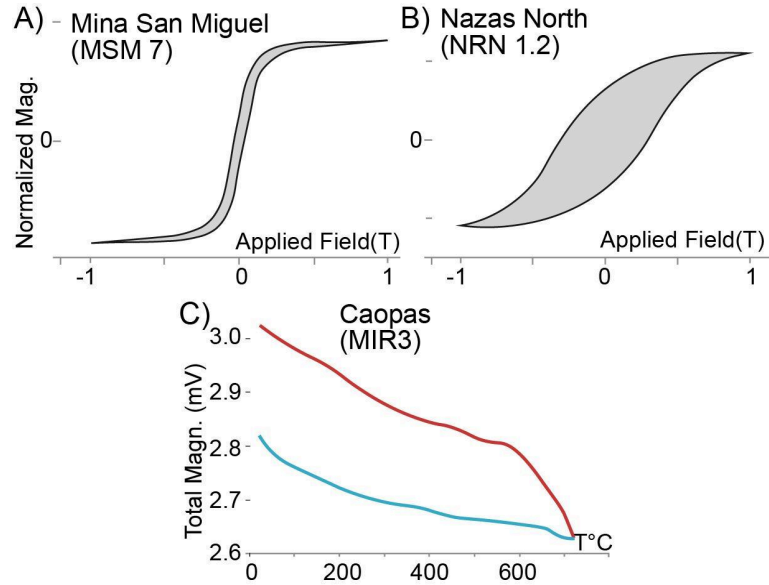 A) Mina San Miguel
(MSM 7)
Normalized Mag.
0
Applied Field(T)
-1 0 1
B) Nazas North
(NRN 1.2)
0
Applied Field(T)
-1 0 1
C) Caopas
(MIR3)
Total Magn. (mV)
3.0
2.9
2.8
2.7
2.6
T°C
0 200 400 600